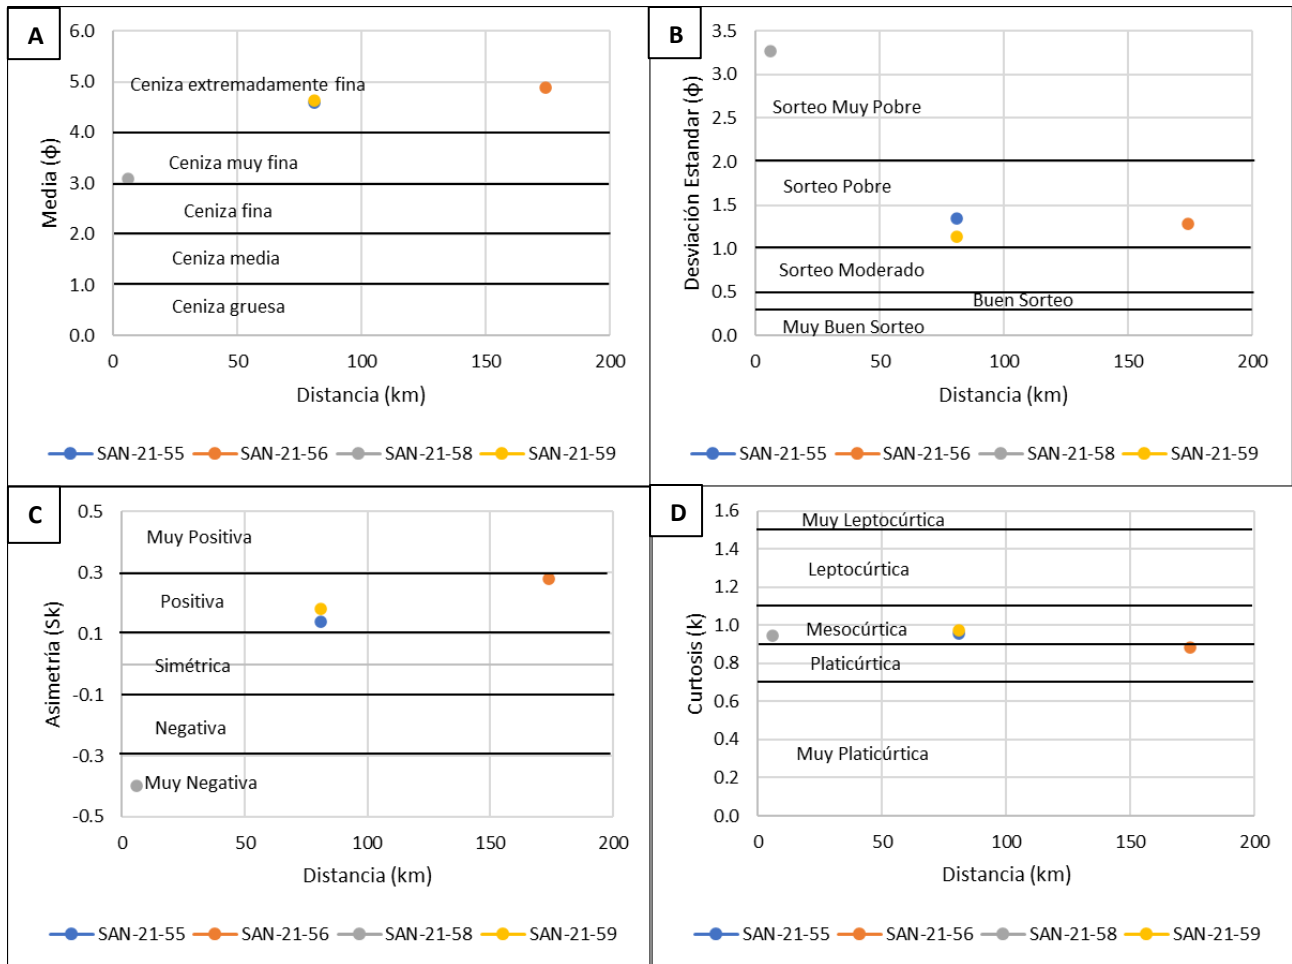 A
6.0
5.0
4.0
3.0
2.0
1.0
0.0
Media (ϕ)
Ceniza extremadamente fina
Ceniza muy fina
Ceniza fina
Ceniza media
Ceniza gruesa
0 50 100 150 200
Distancia (km)
SAN-21-55 SAN-21-56 SAN-21-58 SAN-21-59
B
3.5
3.0
2.5
2.0
1.5
1.0
0.5
0.0
Desviación Estandar (ϕ)
Sorteo Muy Pobre
Sorteo Pobre
Sorteo Moderado
Buen Sorteo
Muy Buen Sorteo
0 50 100 150 200
Distancia (km)
SAN-21-55 SAN-21-56 SAN-21-58 SAN-21-59
C
0.5
0.3
0.1
-0.1
-0.3
-0.5
Asimetría (Sk)
Muy Positiva
Positiva
Simétrica
Negativa
Muy Negativa
0 50 100 150 200
Distancia (km)
SAN-21-55 SAN-21-56 SAN-21-58 SAN-21-59
D
1.6
1.4
1.2
1.0
0.8
0.6
0.4
0.2
0.0
Curtosis (k)
Muy Leptocúrtica
Leptocúrtica
Mesocúrtica
Platicúrtica
Muy Platicúrtica
0 50 100 150 200
Distancia (km)
SAN-21-55 SAN-21-56 SAN-21-58 SAN-21-59